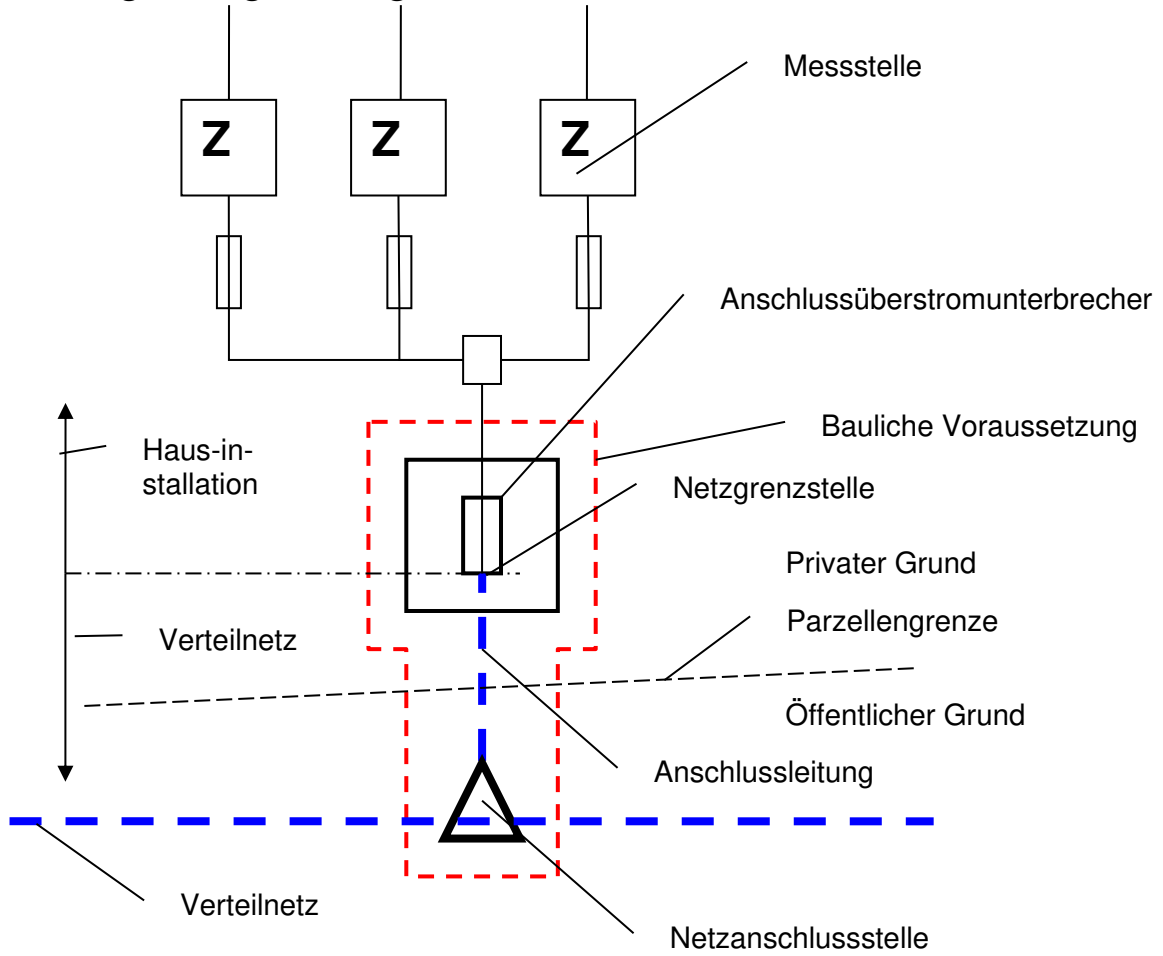 Messstelle
Z Z Z
Anschlussüberstromunterbrecher
Bauliche Voraussetzung
Haus-in-
stallation
Netzgrenzstelle
Privater Grund
Parzellengrenze
Verteilnetz
Öffentlicher Grund
Anschlussleitung
Verteilnetz
Netzanschlussstelle